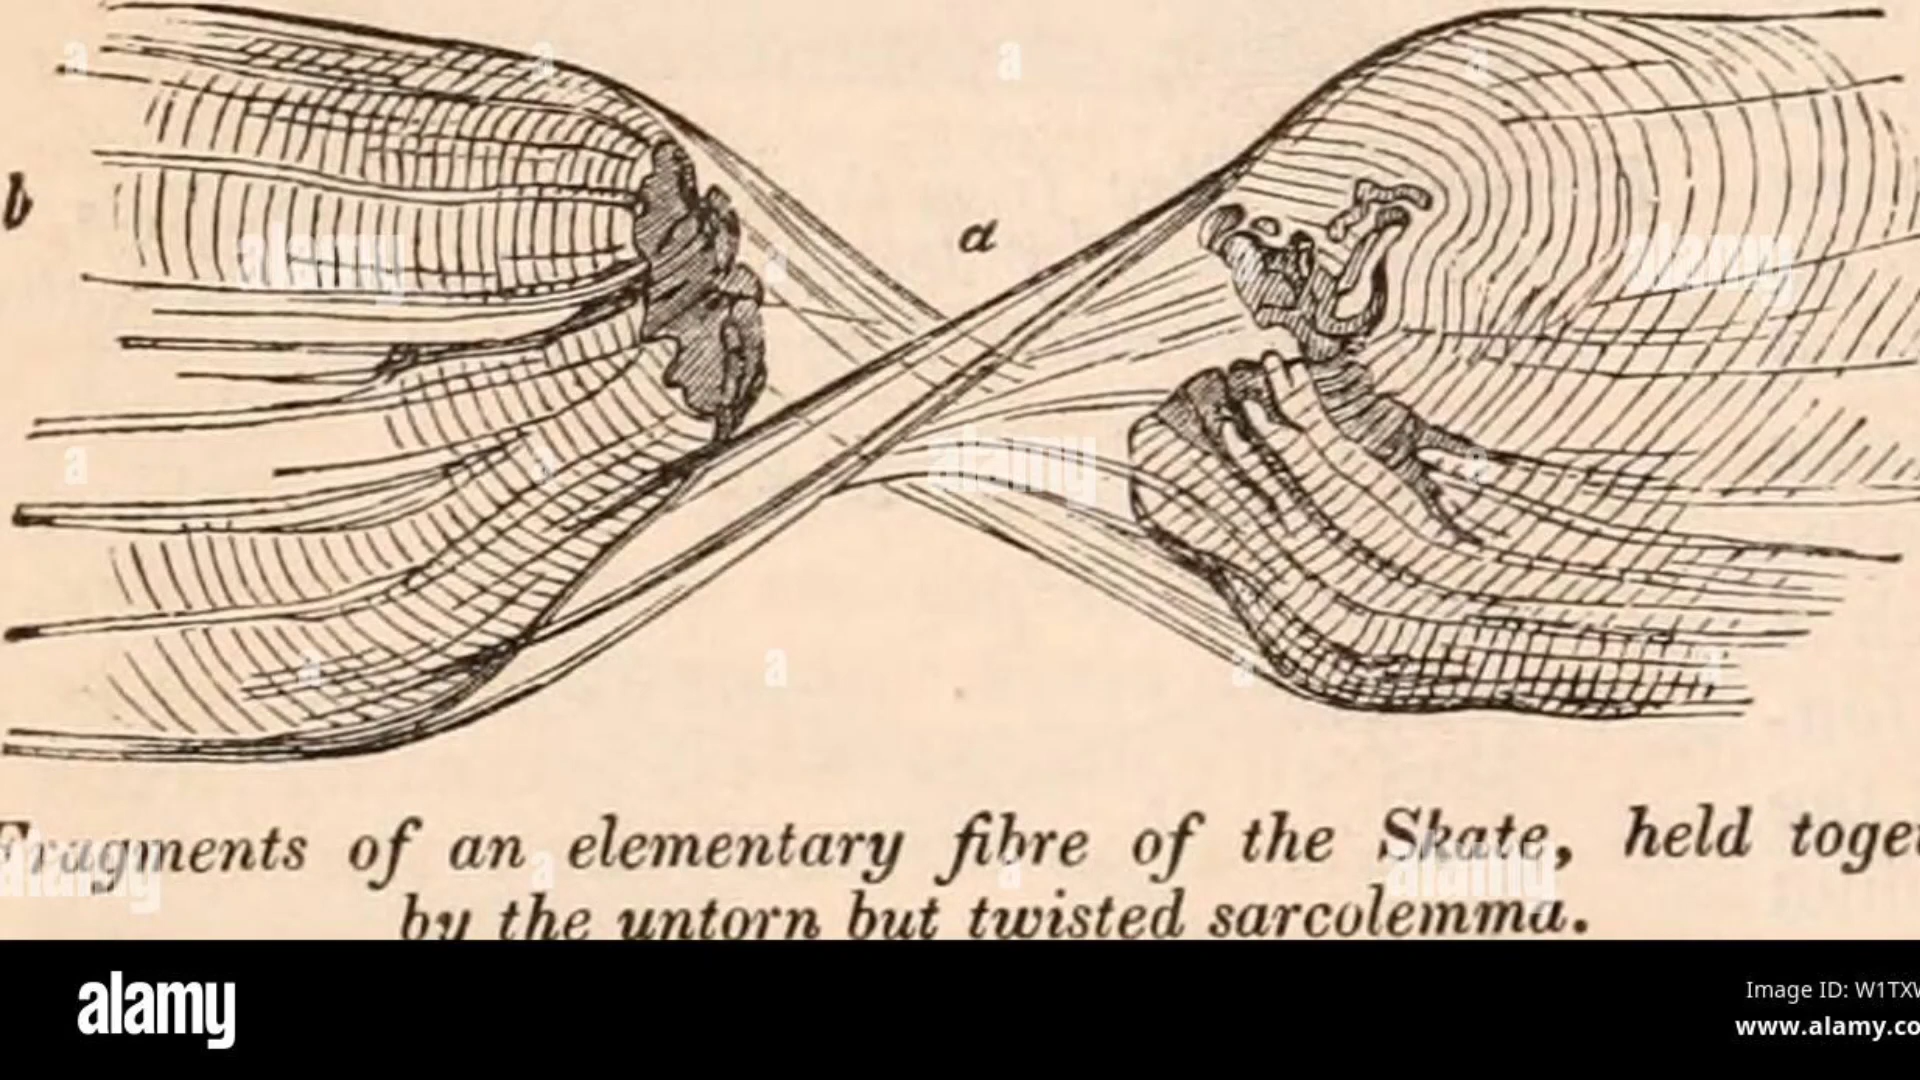 b
a
Fragments of an elementary fibre of the Skate, held toge
by the untorn but twisted sarcolemma.
alamy
Image ID: W1TXW
www.alamy.co